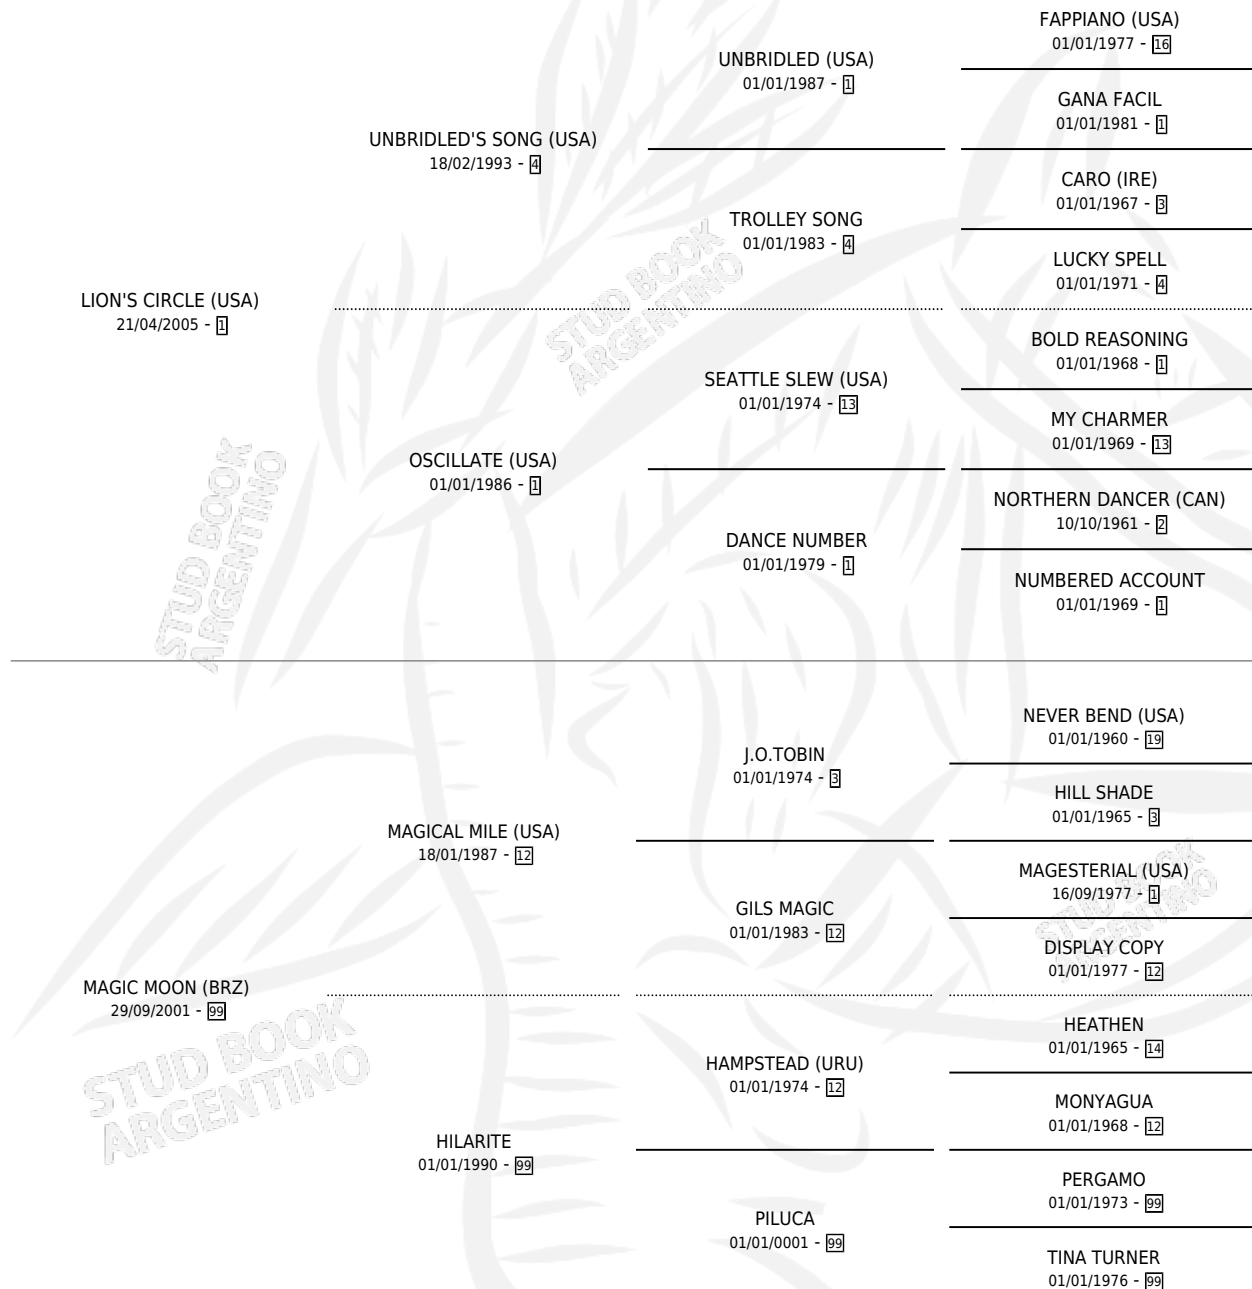 FAPPIANO (USA)
01/01/1977 - 16
UNBRIDLED (USA)
01/01/1987 - 1
GANA FACIL
01/01/1981 - 1
UNBRIDLED'S SONG (USA)
18/02/1993 - 4
CARO (IRE)
01/01/1967 - 3
TROLLEY SONG
01/01/1983 - 4
LUCKY SPELL
01/01/1971 - 4
LION'S CIRCLE (USA)
21/04/2005 - 1
STUD BOOK
ARGENTINO
BOLD REASONING
01/01/1968 - 1
SEATTLE SLEW (USA)
01/01/1974 - 13
MY CHARMER
01/01/1969 - 13
OSCILLATE (USA)
01/01/1986 - 1
NORTHERN DANCER (CAN)
10/10/1961 - 2
DANCE NUMBER
01/01/1979 - 1
NUMBERED ACCOUNT
01/01/1969 - 1
STUD BOOK
ARGENTINO
NEVER BEND (USA)
01/01/1960 - 19
J.O.TOBIN
01/01/1974 - 3
HILL SHADE
01/01/1965 - 3
MAGICAL MILE (USA)
18/01/1987 - 12
MAGESTERIAL (USA)
16/09/1977 - 1
GILS MAGIC
01/01/1983 - 12
STUD BOOK
ARGENTINO
DISPLAY COPY
01/01/1977 - 12
MAGIC MOON (BRZ)
29/09/2001 - 99
STUD BOOK
ARGENTINO
HEATHEN
01/01/1965 - 14
HAMPSTEAD (URU)
01/01/1974 - 12
MONYAGUA
01/01/1968 - 12
HILARITE
01/01/1990 - 99
PERGAMO
01/01/1973 - 99
PILUCA
01/01/0001 - 99
TINA TURNER
01/01/1976 - 99